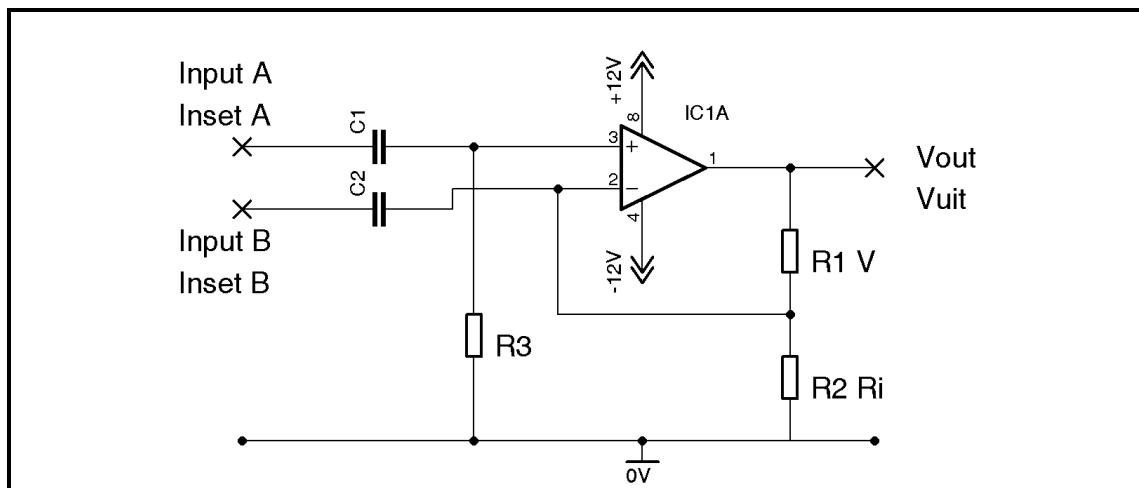 Input A
Inset A
C1
C2
Input B
Inset B
+12V
8
IC1A
3
+
2
−
1
4
-12V
Vout
Vuit
R1 V
R2 Ri
R3
0V